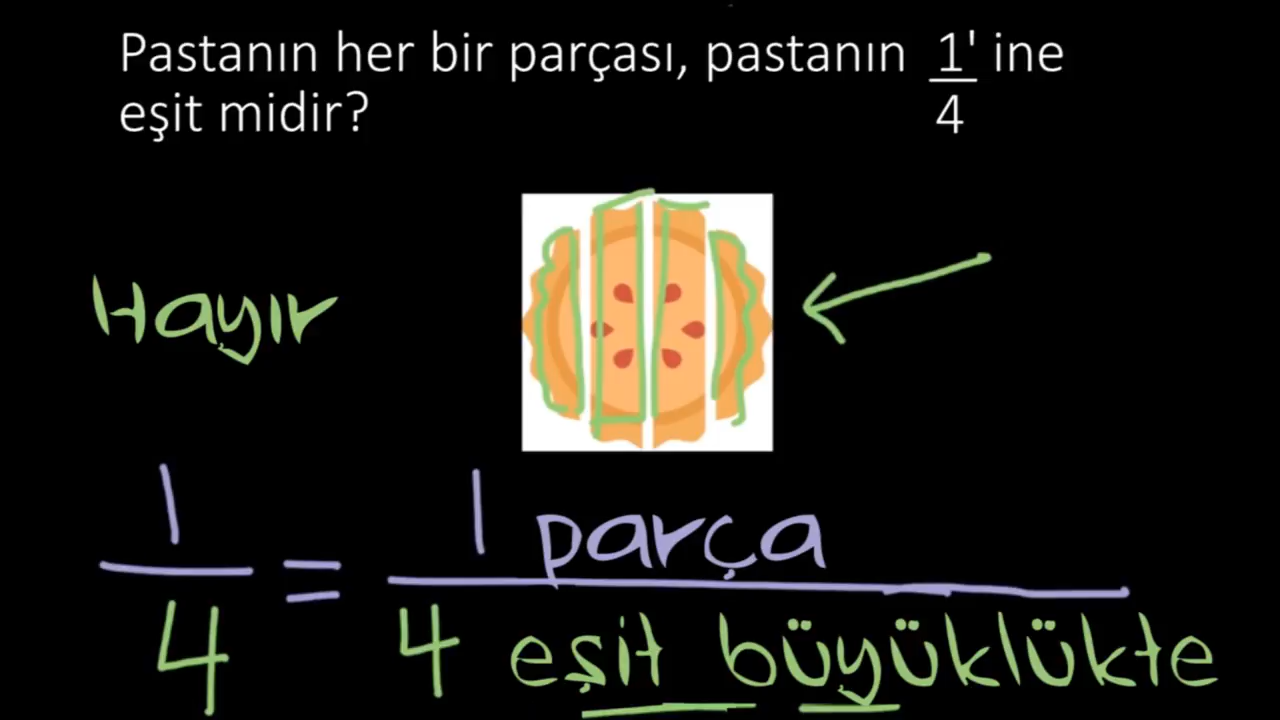 Pastanın her bir parçası, pastanın 1/4' ine
eşit midir?
Hayır
1/4 = 1 parça / 4 eşit büyüklükte